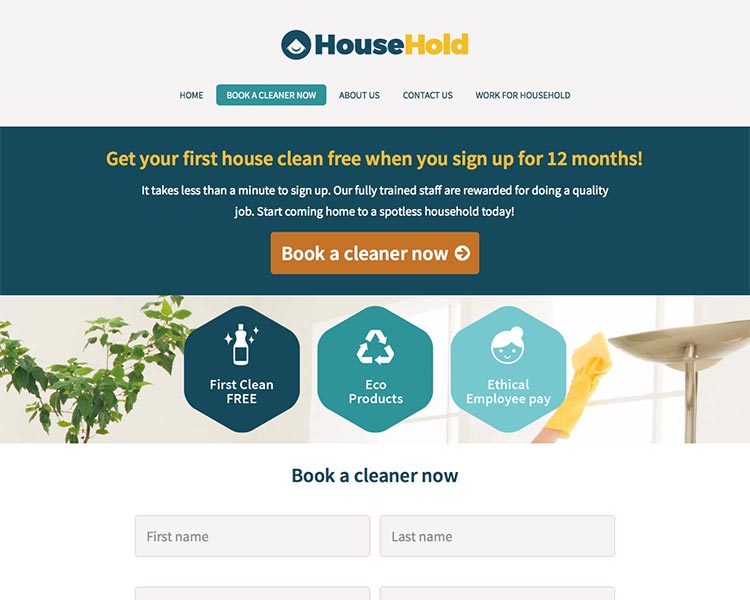 HouseHold
HOME BOOK A CLEANER NOW ABOUT US CONTACT US WORK FOR HOUSEHOLD
Get your first house clean free when you sign up for 12 months!
It takes less than a minute to sign up. Our fully trained staff are rewarded for doing a quality
job. Start coming home to a spotless household today!
Book a cleaner now
First Clean
FREE
Eco
Products
Ethical
Employee pay
Book a cleaner now
First name
Last name